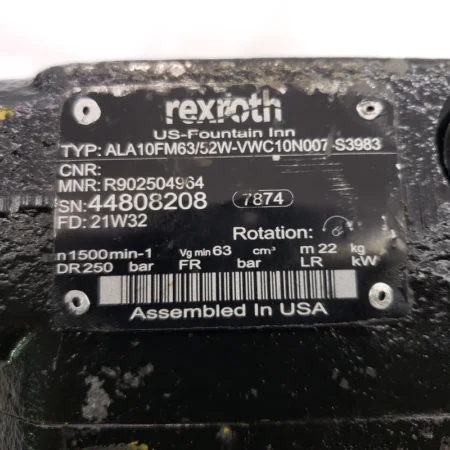 rexroth
US-Fountain Inn
TYP: ALA10FM63/52W-VWC10N007-S3983
CNR:
MNR: R902504964
SN: 44808208 7874
FD: 21W32
Rotation:
n 1500 min-1 Vg min 63 cm³ m 22 kg
DR 250 bar FR bar LR kW
Assembled In USA